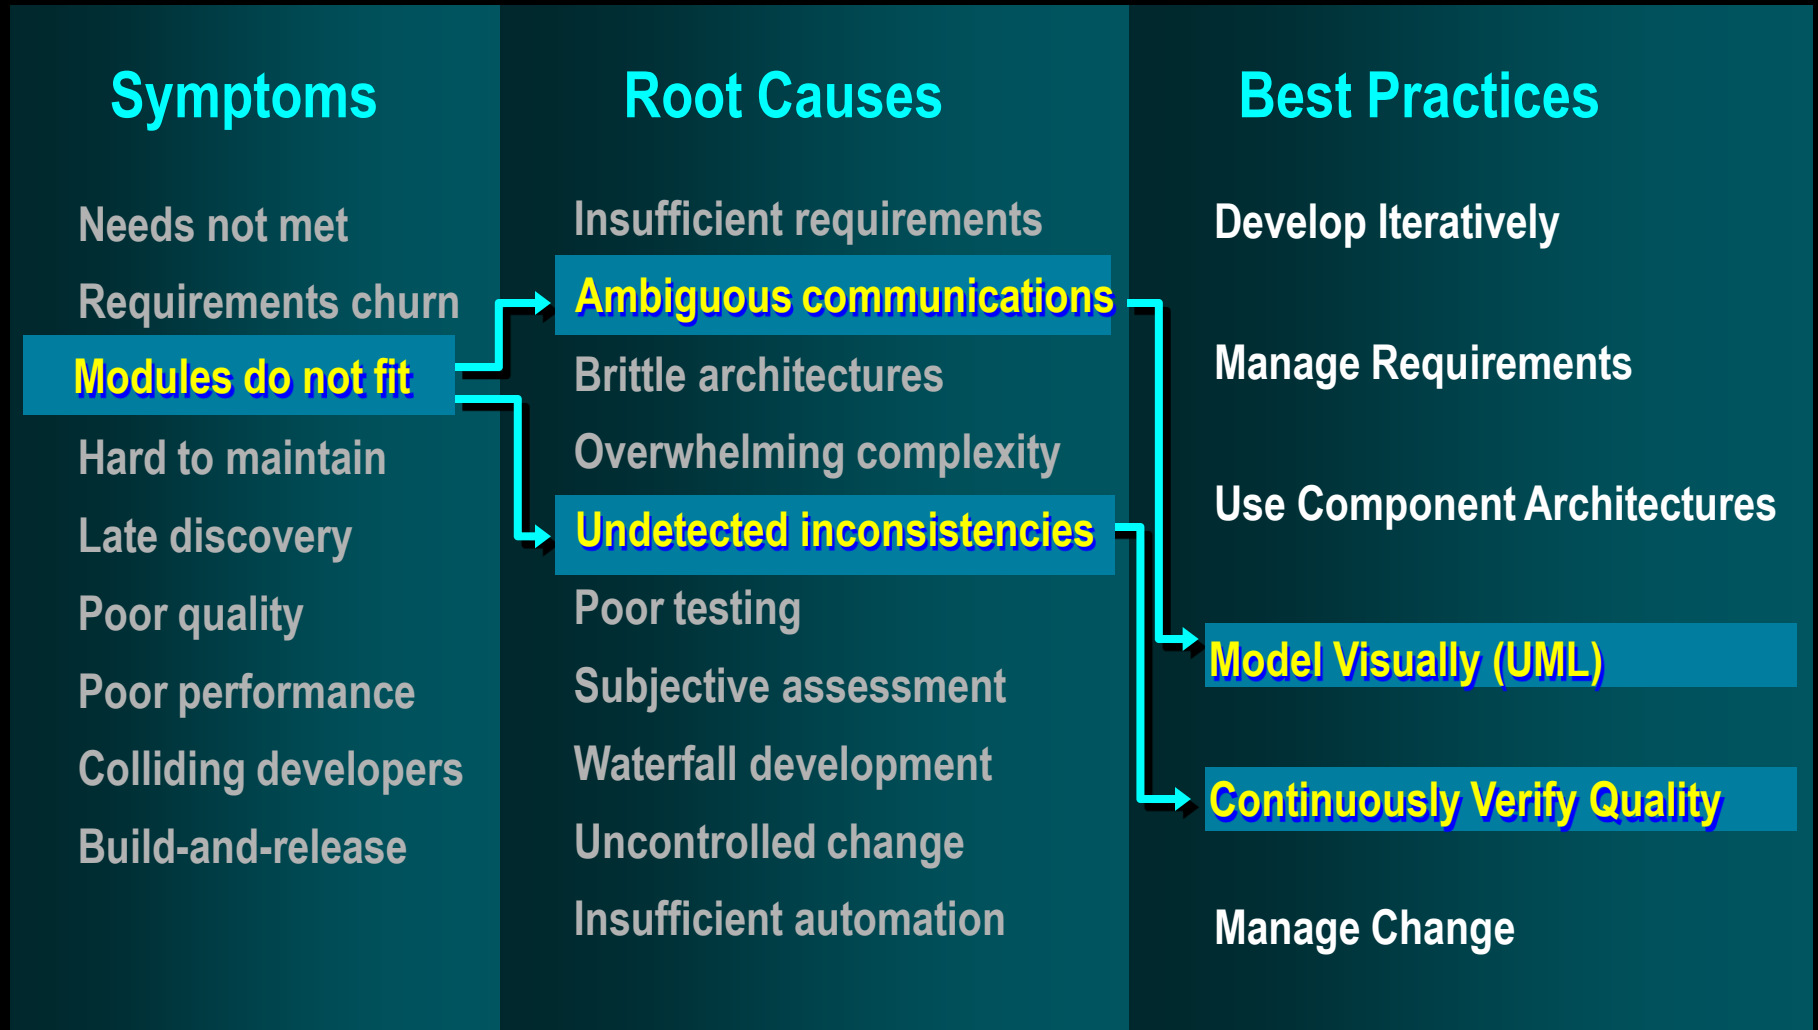 Symptoms
Needs not met
Requirements churn
Modules do not fit
Hard to maintain
Late discovery
Poor quality
Poor performance
Colliding developers
Build-and-release
Root Causes
Insufficient requirements
Ambiguous communications
Brittle architectures
Overwhelming complexity
Undetected inconsistencies
Poor testing
Subjective assessment
Waterfall development
Uncontrolled change
Insufficient automation
Best Practices
Develop Iteratively
Manage Requirements
Use Component Architectures
Model Visually (UML)
Continuously Verify Quality
Manage Change